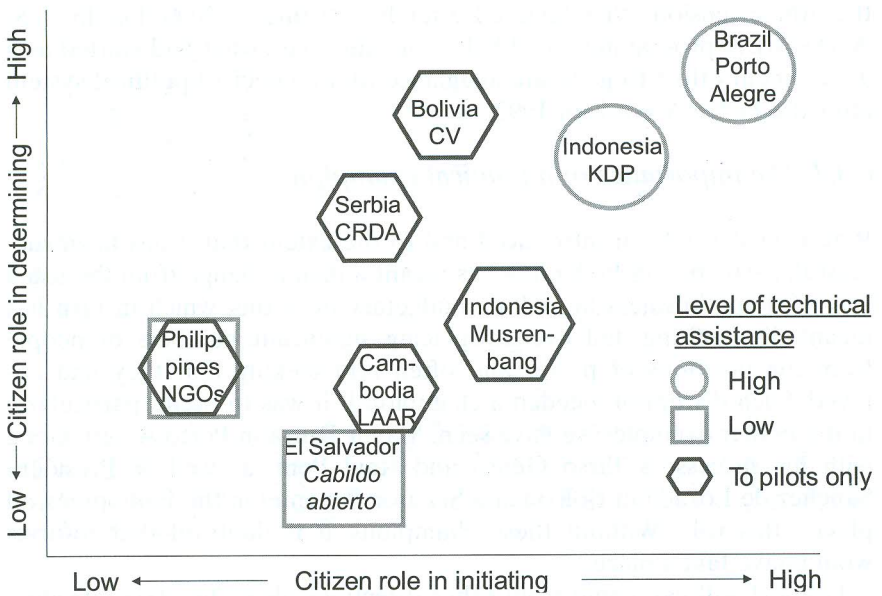 Brazil
Porto
Alegre
Bolivia
CV
Indonesia
KDP
Serbia
CRDA
Indonesia
Musren-
bang
Philip-
pines
NGOs
Cam-
bodia
LAAR
El Salvador
Cabildo
abierto
Level of technical
assistance
High
Low
To pilots only
Low ← Citizen role in determining → High
Low ← Citizen role in initiating → High